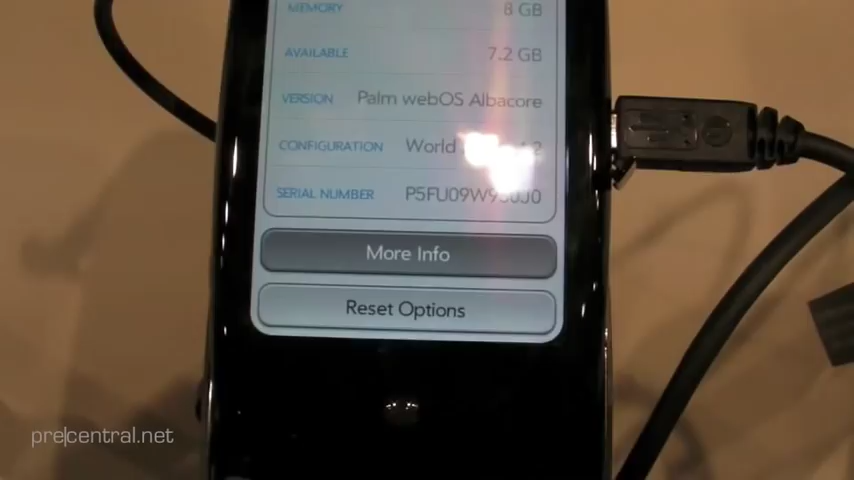 MEMORY 8 GB
AVAILABLE 7.2 GB
VERSION Palm webOS Albacore
CONFIGURATION World
SERIAL NUMBER
More Info
Reset Options
pre|central.net